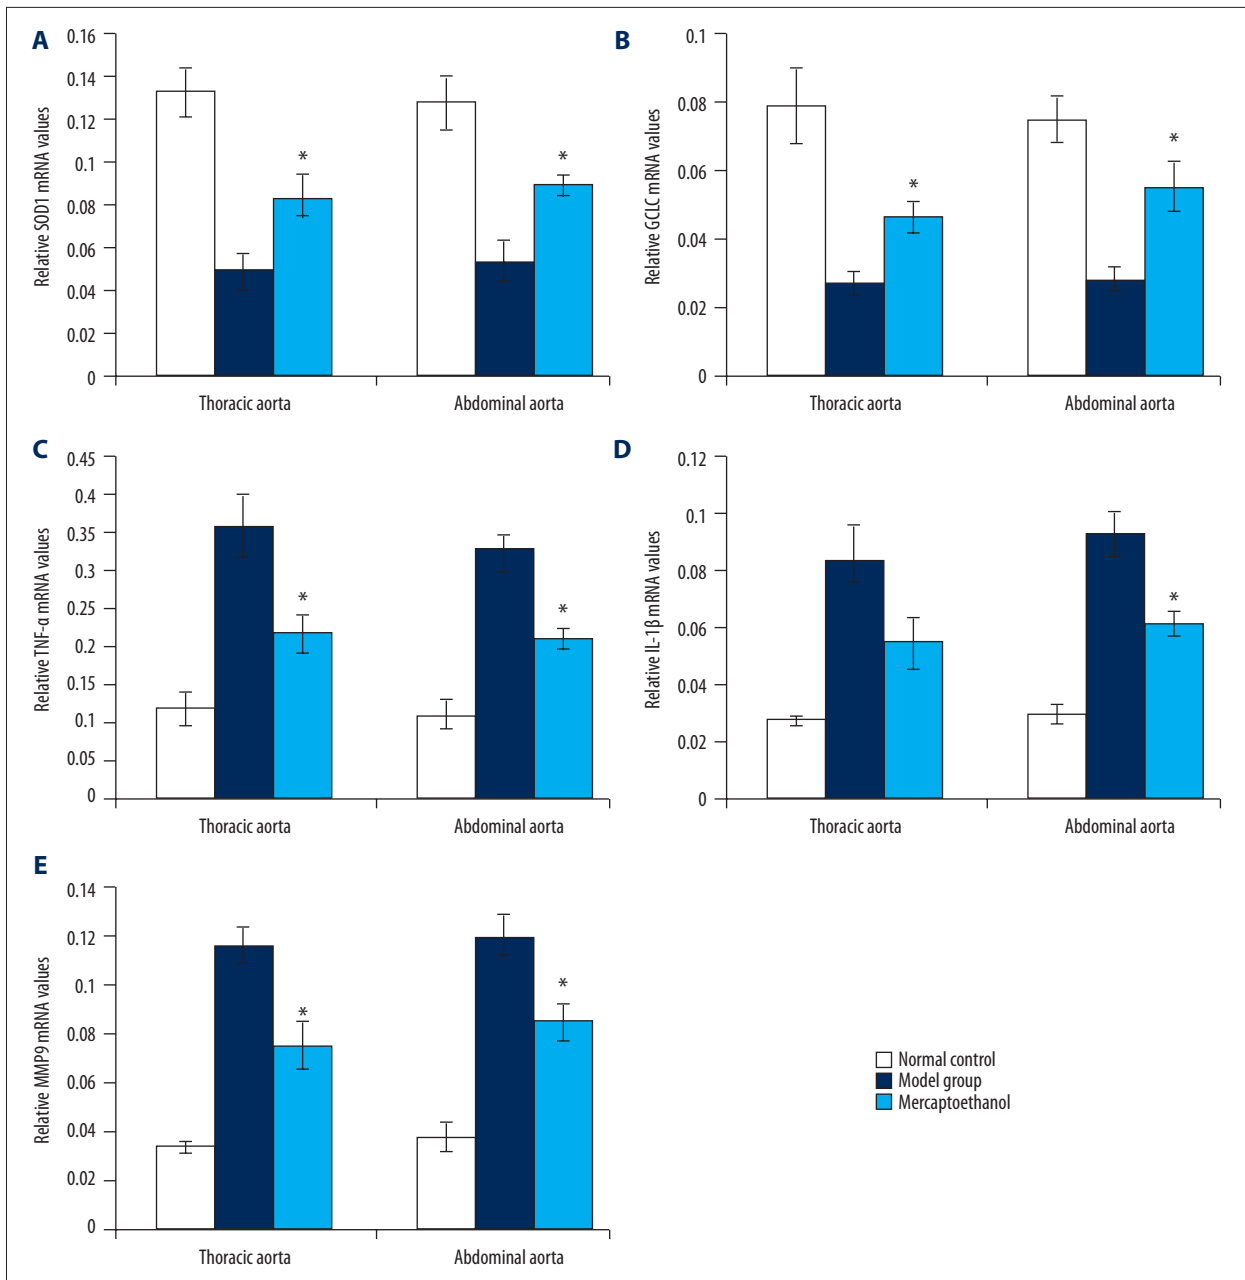 A
Relative SOD1 mRNA values
0.16
0.14
0.12
0.1
0.08
0.06
0.04
0.02
0
*
*
Thoracic aorta
Abdominal aorta
B
Relative GCLC mRNA values
0.1
0.08
0.06
0.04
0.02
0
*
*
Thoracic aorta
Abdominal aorta
C
Relative TNF-α mRNA values
0.45
0.4
0.35
0.3
0.25
0.2
0.15
0.1
0.05
0
*
*
Thoracic aorta
Abdominal aorta
D
Relative IL-1β mRNA values
0.12
0.1
0.08
0.06
0.04
0.02
0
*
Thoracic aorta
Abdominal aorta
E
Relative MMP9 mRNA values
0.14
0.12
0.1
0.08
0.06
0.04
0.02
0
*
*
Thoracic aorta
Abdominal aorta
Normal control
Model group
Mercaptoethanol